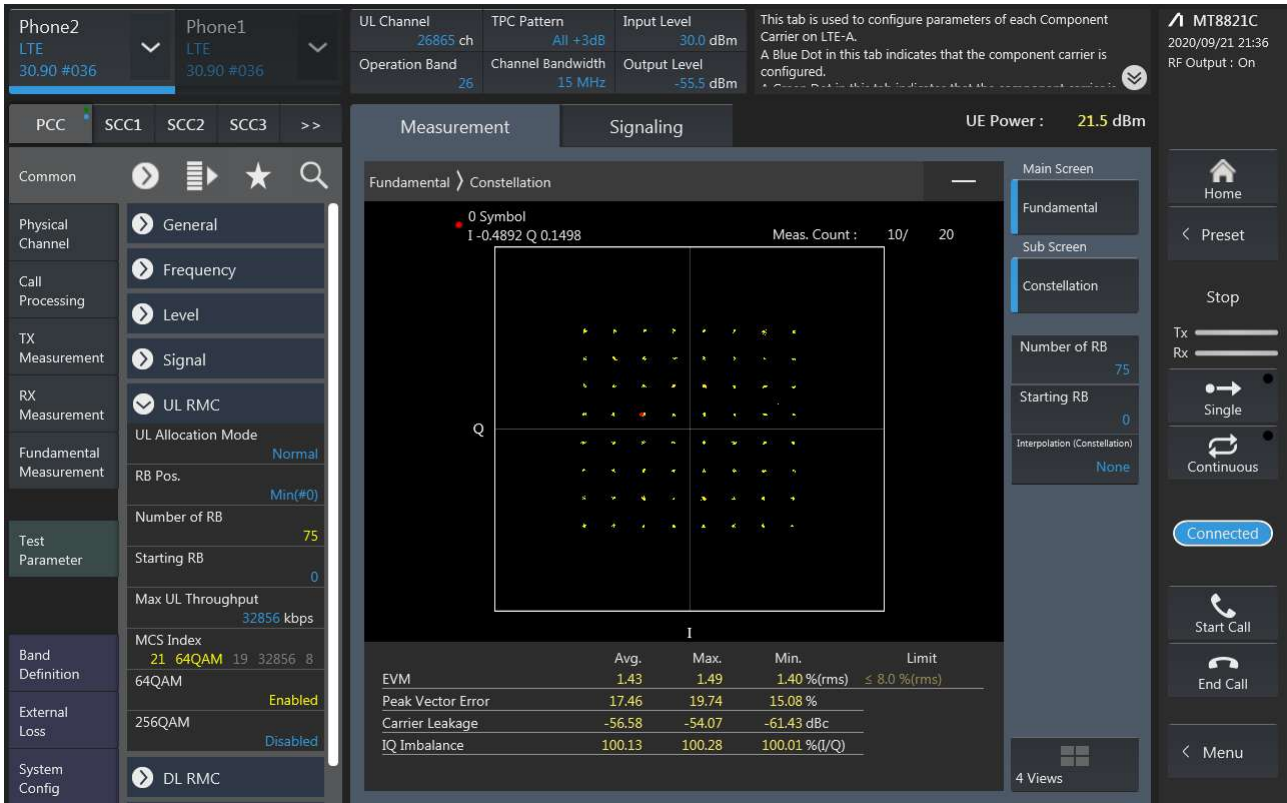 Phone2
LTE
30.90 #036
Phone1
LTE
30.90 #036
UL Channel
26865 ch
Operation Band
26
TPC Pattern
All +3dB
Channel Bandwidth
15 MHz
Input Level
30.0 dBm
Output Level
-55.5 dBm
This tab is used to configure parameters of each Component
Carrier on LTE-A.
A Blue Dot in this tab indicates that the component carrier is
configured.
MT8821C
2020/09/21 21:36
RF Output : On
PCC SCC1 SCC2 SCC3 >>
Common
Physical
Channel
Call
Processing
TX
Measurement
RX
Measurement
Fundamental
Measurement
Test
Parameter
Band
Definition
External
Loss
System
Config
General
Frequency
Level
Signal
UL RMC
UL Allocation Mode
Normal
RB Pos.
Min(#0)
Number of RB
75
Starting RB
0
Max UL Throughput
32856 kbps
MCS Index
21 64QAM 19 32856 8
64QAM
Enabled
256QAM
Disabled
DL RMC
Measurement Signaling
UE Power : 21.5 dBm
Fundamental > Constellation
0 Symbol
I -0.4892 Q 0.1498
Meas. Count : 10/ 20
Q
I
Avg. Max. Min. Limit
EVM 1.43 1.49 1.40 %(rms) ≤ 8.0 %(rms)
Peak Vector Error 17.46 19.74 15.08 %
Carrier Leakage -56.58 -54.07 -61.43 dBc
IQ Imbalance 100.13 100.28 100.01 %(I/Q)
Main Screen
Fundamental
Sub Screen
Constellation
Number of RB
75
Starting RB
0
Interpolation (Constellation)
None
4 Views
Home
< Preset
Stop
Tx
Rx
Single
Continuous
Connected
Start Call
End Call
< Menu